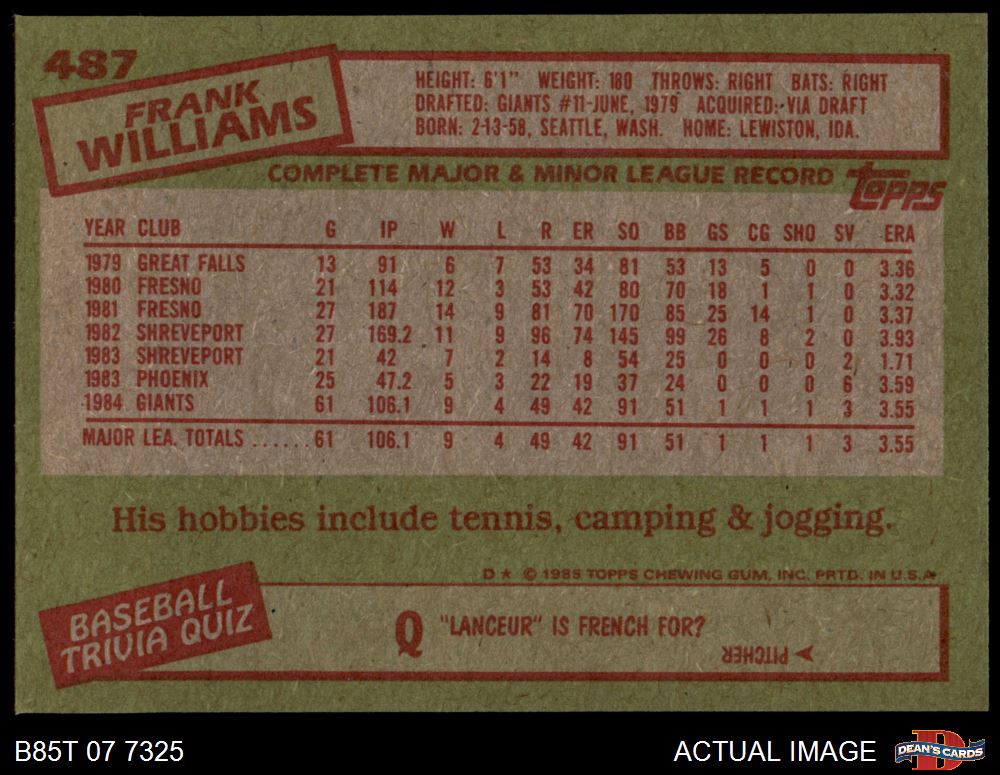 487
FRANK
WILLIAMS
HEIGHT: 6'1" WEIGHT: 180 THROWS: RIGHT BATS: RIGHT
DRAFTED: GIANTS #11-JUNE, 1979 ACQUIRED: VIA DRAFT
BORN: 2-13-58, SEATTLE, WASH. HOME: LEWISTON, IDA.
COMPLETE MAJOR & MINOR LEAGUE RECORD
topps
YEAR CLUB G IP W L R ER SO BB GS CG SHO SV ERA
1979 GREAT FALLS 13 91 6 7 53 34 81 53 13 5 0 0 3.36
1980 FRESNO 21 114 12 3 53 42 80 70 18 1 1 0 3.32
1981 FRESNO 27 187 14 9 81 70 170 85 25 14 1 0 3.37
1982 SHREVEPORT 27 169.2 11 9 96 74 145 99 26 8 2 0 3.93
1983 SHREVEPORT 21 42 7 2 14 8 54 25 0 0 0 2 1.71
1983 PHOENIX 25 47.2 5 3 22 19 37 24 0 0 0 6 3.59
1984 GIANTS 61 106.1 9 4 49 42 91 51 1 1 1 3 3.55
MAJOR LEA. TOTALS ......61 106.1 9 4 49 42 91 51 1 1 1 3 3.55
His hobbies include tennis, camping & jogging.
D★ © 1985 TOPPS CHEWING GUM, INC. PRTD. IN U.S.A.
BASEBALL
TRIVIA QUIZ
Q "LANCEUR" IS FRENCH FOR?
PITCHER
B85T 07 7325
ACTUAL IMAGE
D
DEAN'S CARDS